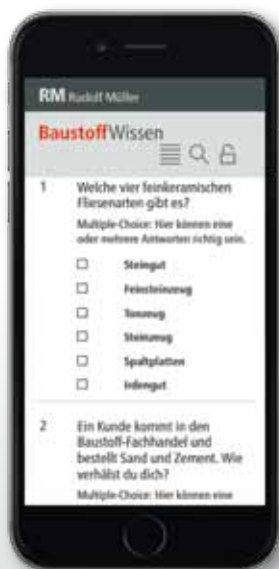 RM Rudolf Müller
BaustoffWissen
1 Welche vier feinkeramischen
Fliesenarten gibt es?
Multiple-Choice: Hier können eine
oder mehrere Antworten richtig sein.
Steingut
Feinsteinzeug
Tonzeug
Steinzeug
Spaltplatten
Irdengut
2 Ein Kunde kommt in den
Baustoff-Fachhandel und
bestellt Sand und Zement. Wie
verhälst du dich?
Multiple-Choice: Hier können eine